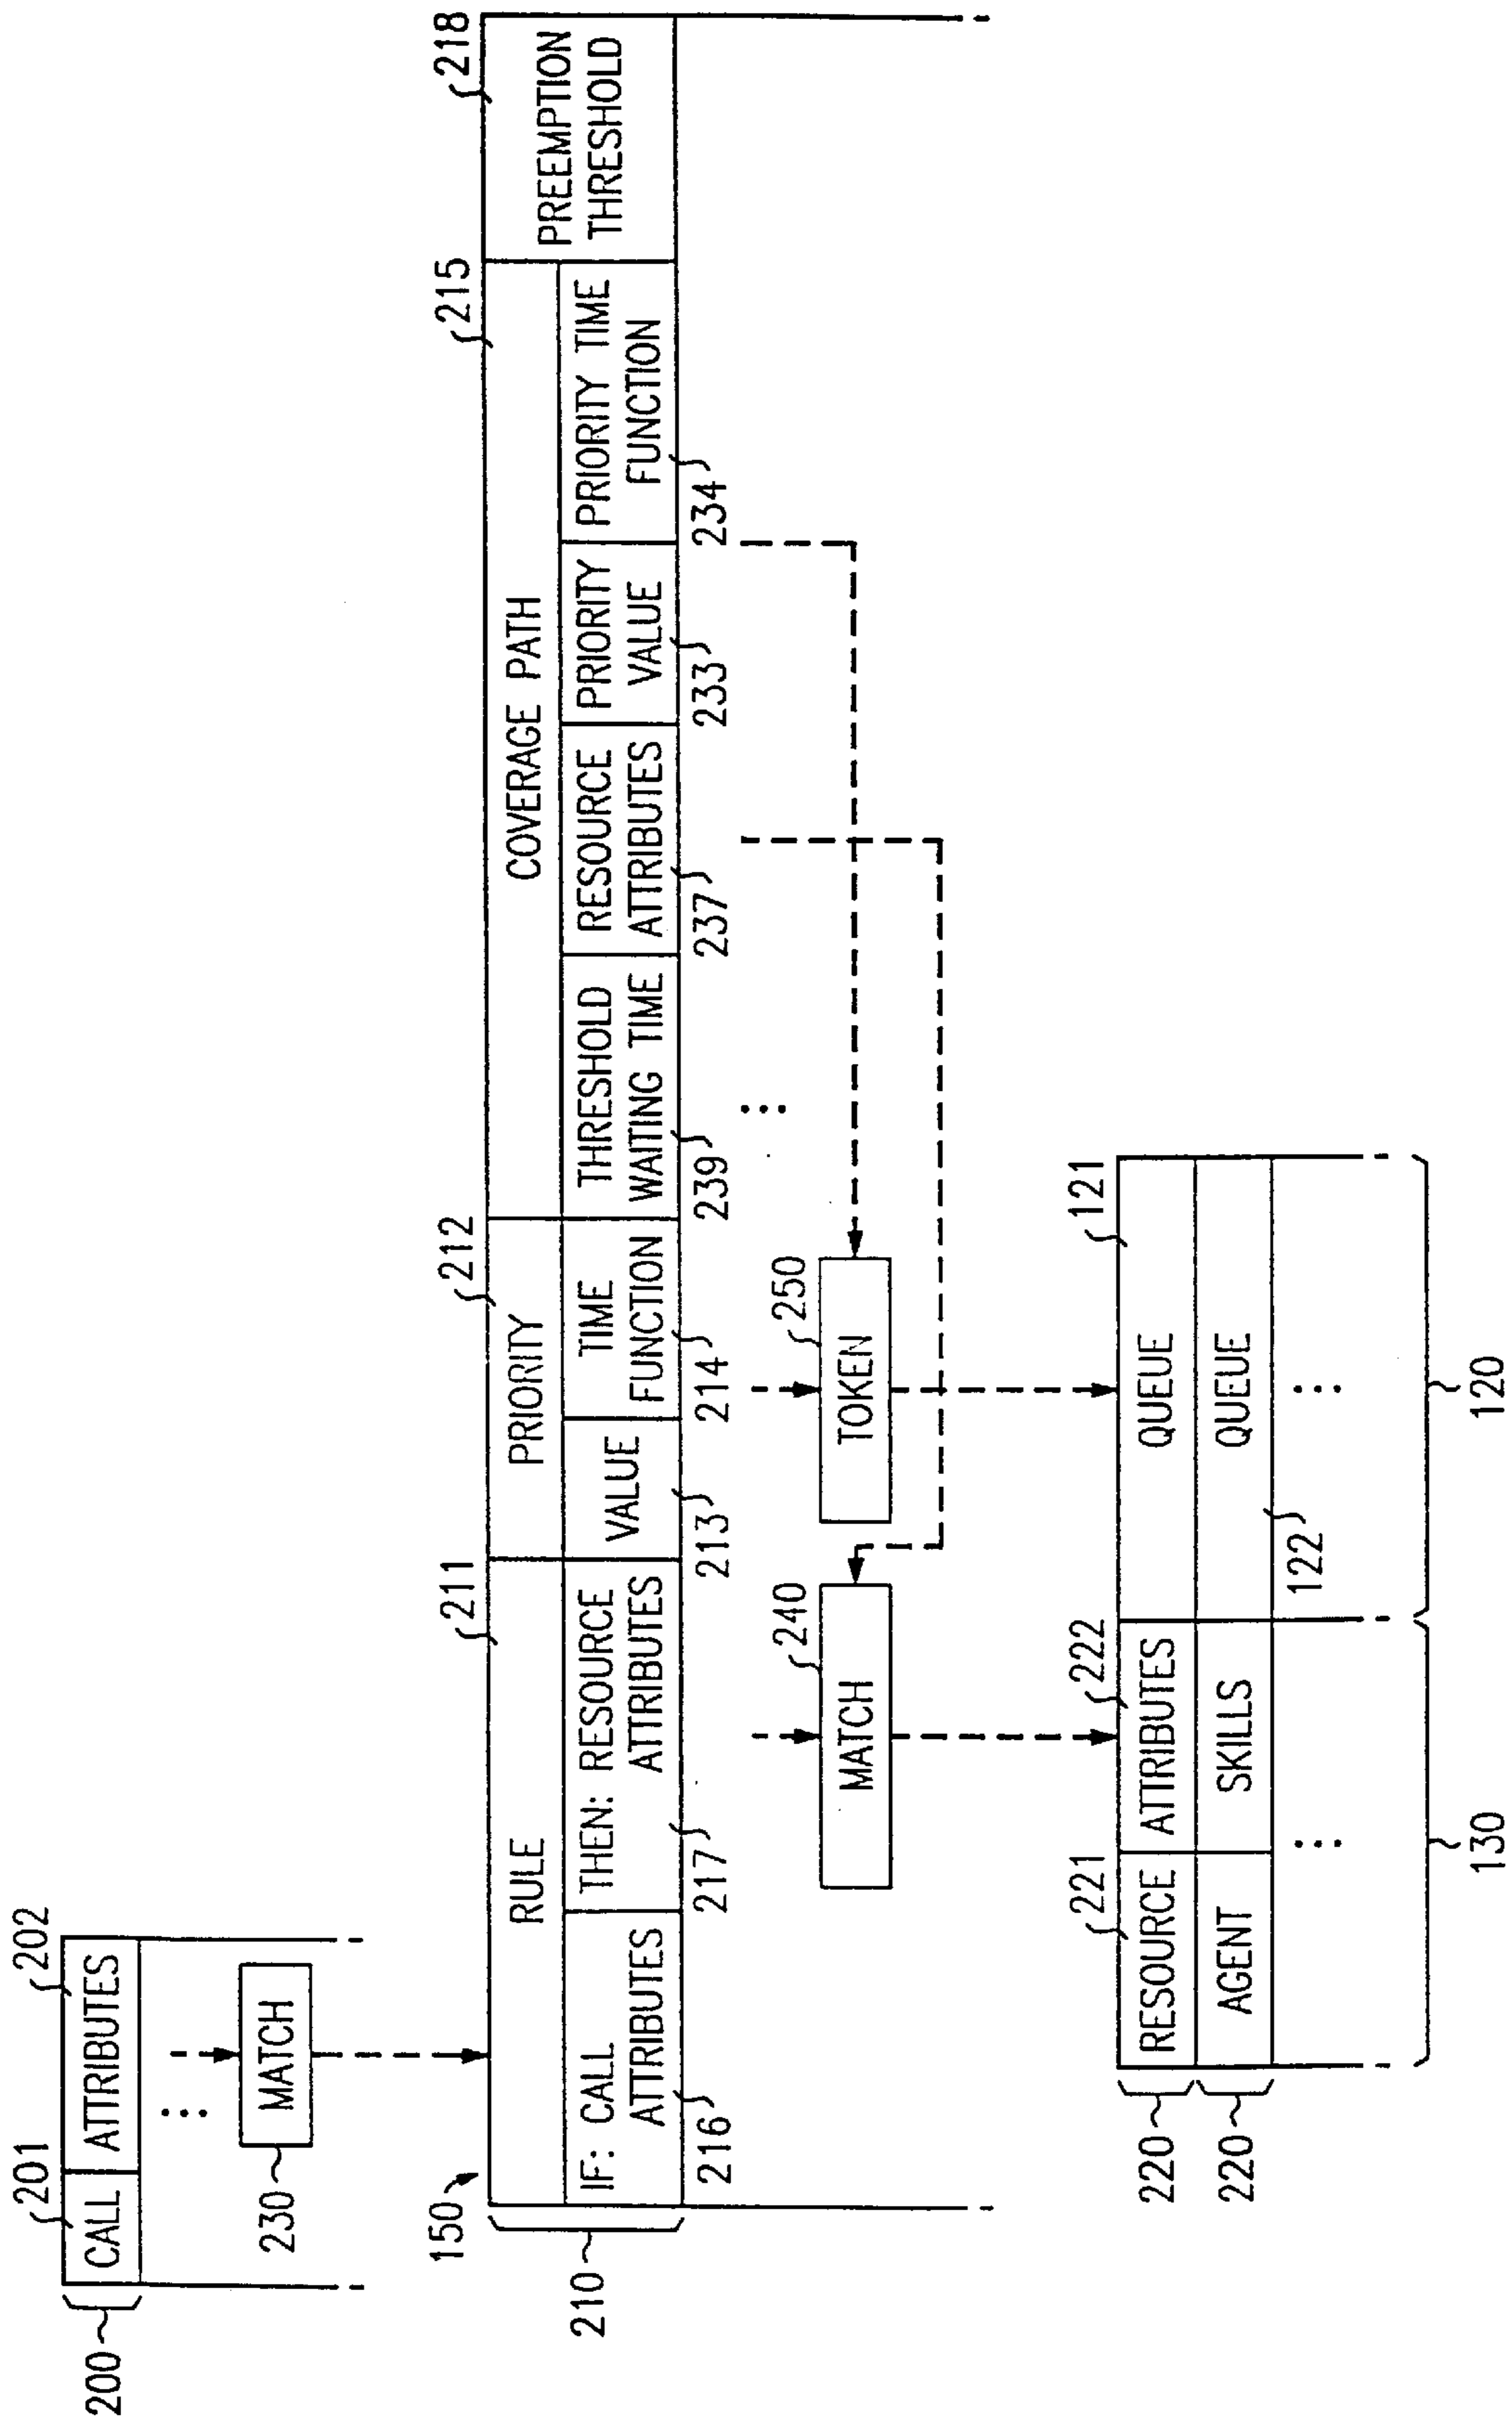 201
202
CALL
ATTRIBUTES
200
230
MATCH
150
211
212
215
218
RULE
PRIORITY
COVERAGE PATH
PREEMPTION
THRESHOLD
210
IF: CALL
ATTRIBUTES
THEN: RESOURCE
ATTRIBUTES
VALUE
TIME
FUNCTION
THRESHOLD
WAITING TIME
RESOURCE
ATTRIBUTES
PRIORITY
VALUE
PRIORITY TIME
FUNCTION
216
217
213
214
239
237
233
234
240
MATCH
250
TOKEN
221
222
121
220
RESOURCE
ATTRIBUTES
QUEUE
220
AGENT
SKILLS
QUEUE
122
130
120